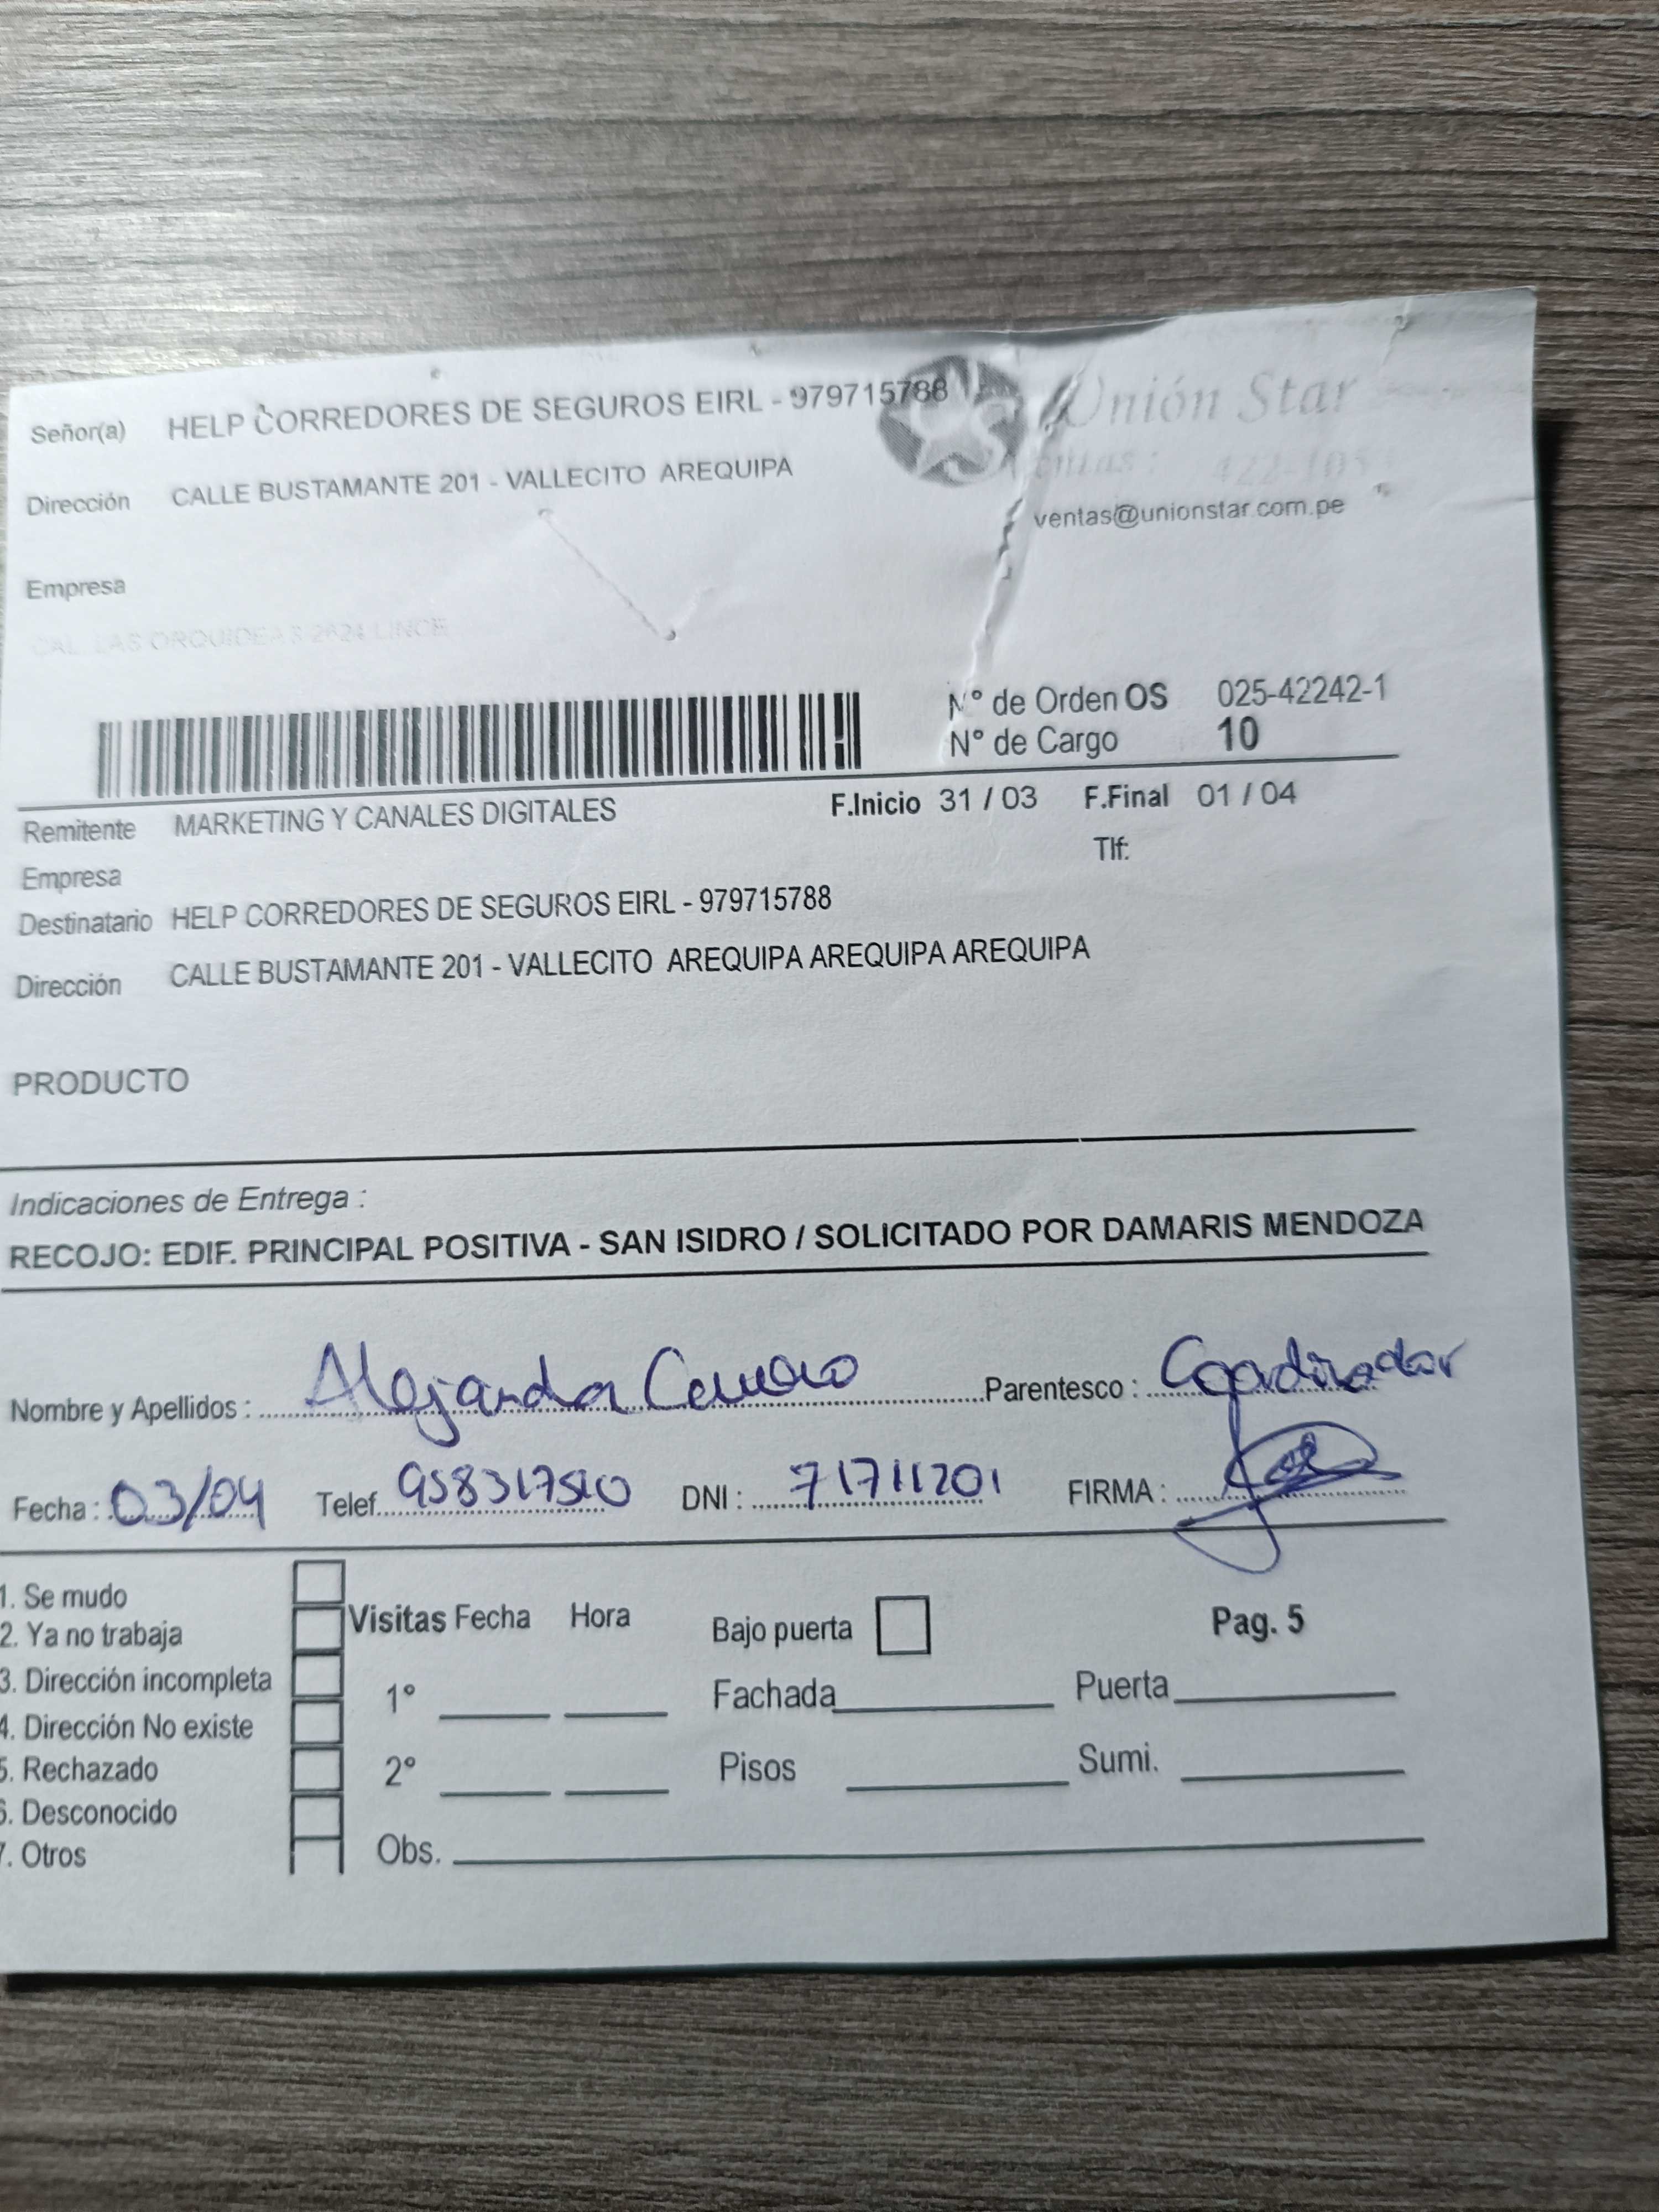 Señor(a) HELP CORREDORES DE SEGUROS EIRL - 979715788
Unión Star
Dirección CALLE BUSTAMANTE 201 - VALLECITO AREQUIPA
ventas@unionstar.com.pe
Empresa
CAL. LAS ORQUIDEAS 2624 LINCE
N° de Orden OS 025-42242-1
N° de Cargo 10
Remitente MARKETING Y CANALES DIGITALES F.Inicio 31 / 03 F.Final 01 / 04
Empresa Tlf:
Destinatario HELP CORREDORES DE SEGUROS EIRL - 979715788
Dirección CALLE BUSTAMANTE 201 - VALLECITO AREQUIPA AREQUIPA AREQUIPA
PRODUCTO
Indicaciones de Entrega :
RECOJO: EDIF. PRINCIPAL POSITIVA - SAN ISIDRO / SOLICITADO POR DAMARIS MENDOZA
Nombre y Apellidos : Alejandra Parentesco : Coordinador
Fecha : 03/04 Telef. 958317510 DNI : 71711201 FIRMA :
1. Se mudo
2. Ya no trabaja
3. Dirección incompleta
4. Dirección No existe
5. Rechazado
6. Desconocido
7. Otros
Visitas Fecha Hora Bajo puerta Pag. 5
1° Fachada Puerta
2° Pisos Sumi.
Obs.